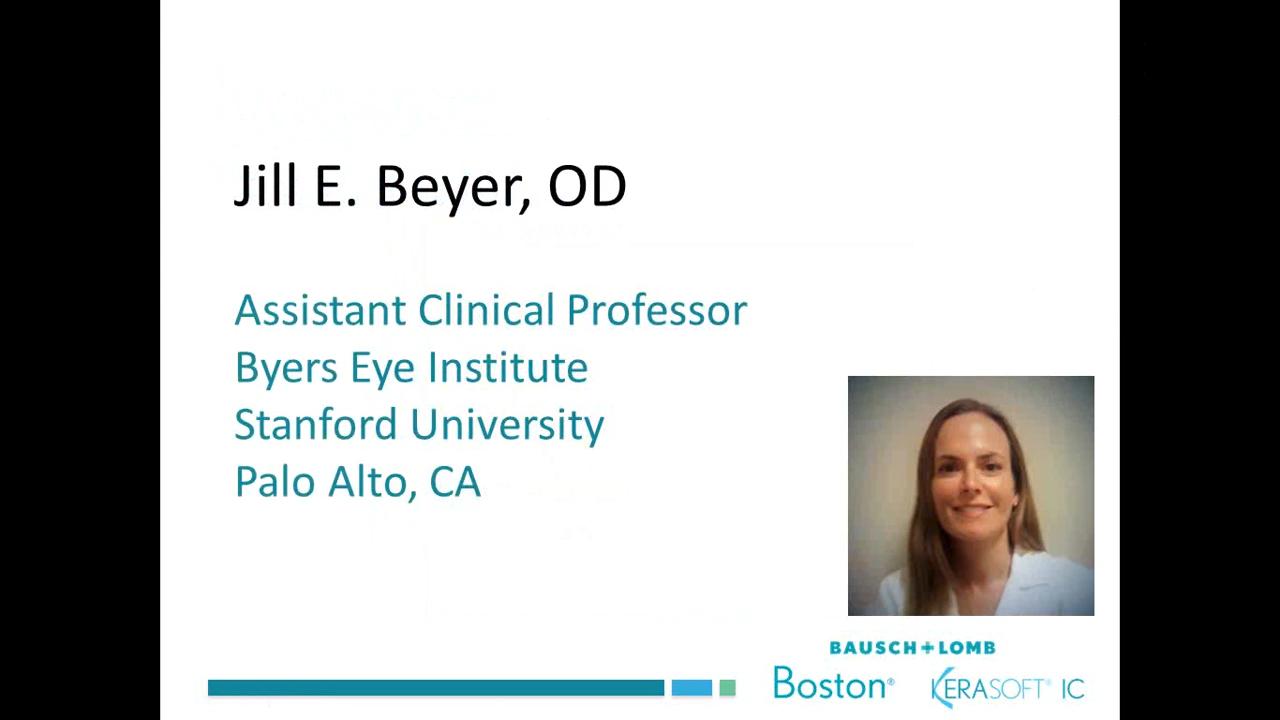 Jill E. Beyer, OD
Assistant Clinical Professor
Byers Eye Institute
Stanford University
Palo Alto, CA
BAUSCH+LOMB
Boston® KERASOFT® IC